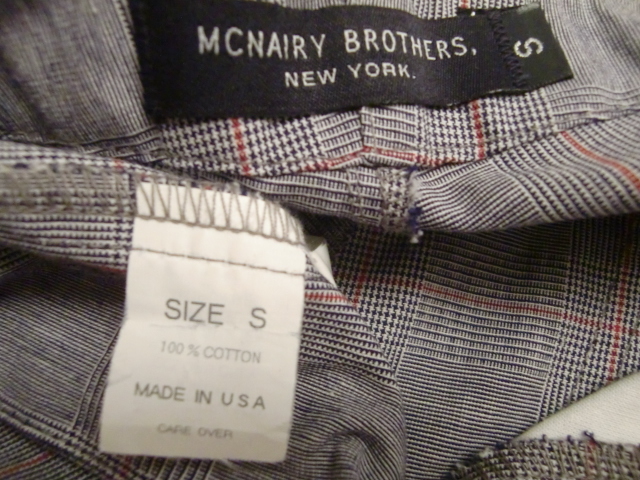 MCNAIRY BROTHERS.
NEW YORK.
S
SIZE S
100% COTTON
MADE IN USA
CARE OVER